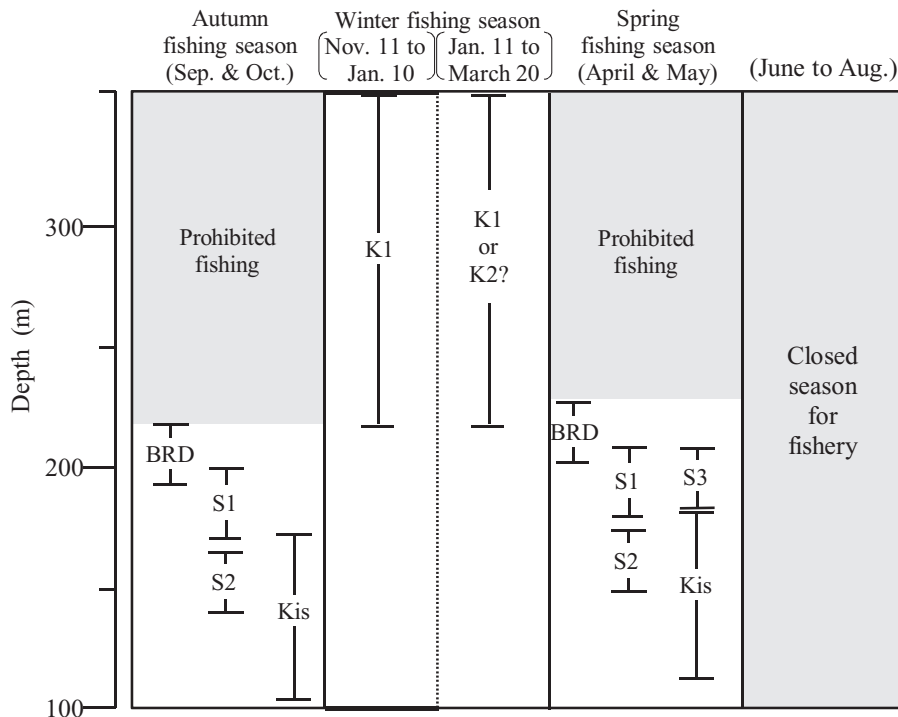 Autumn
fishing season
(Sep. & Oct.)
Winter fishing season
Nov. 11 to
Jan. 10
Jan. 11 to
March 20
Spring
fishing season
(April & May)
(June to Aug.)
Depth (m)
300
200
100
Prohibited
fishing
BRD
S1
S2
Kis
K1
K1
or
K2?
Prohibited
fishing
BRD
S1
S3
S2
Kis
Closed
season
for
fishery